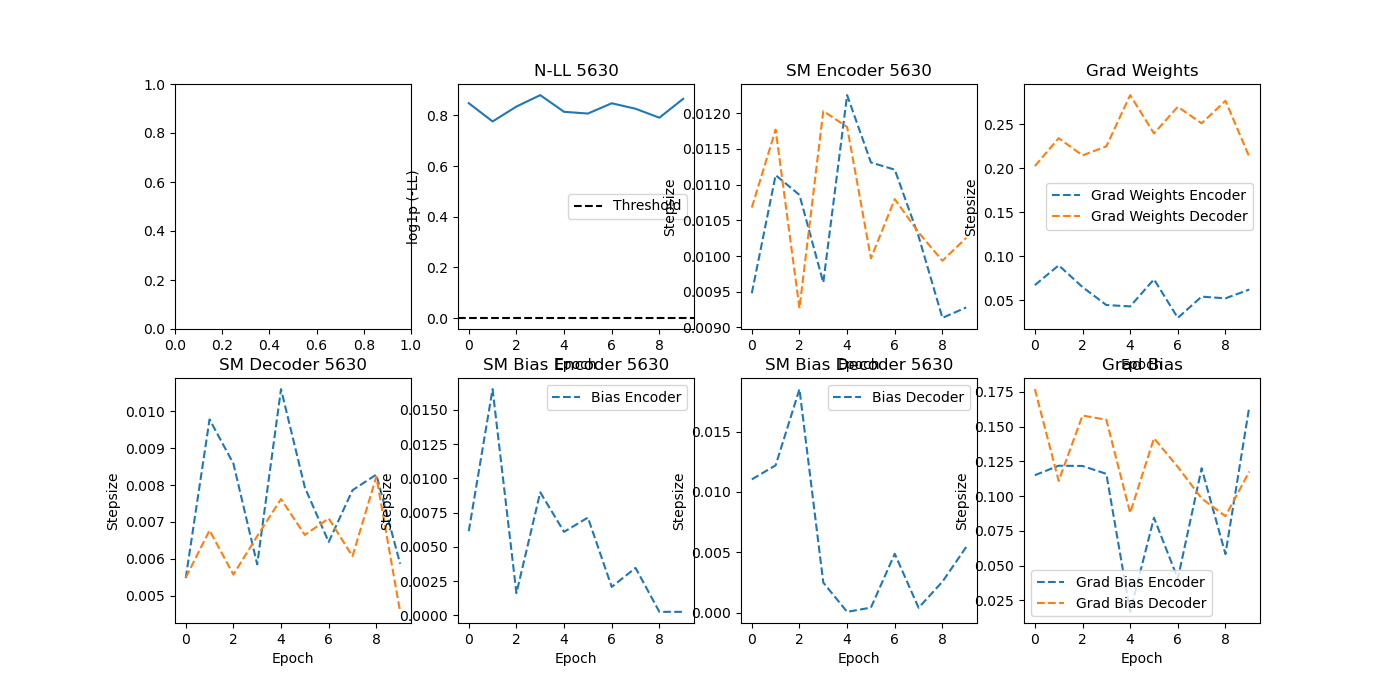 N-LL 5630
SM Encoder 5630
Grad Weights
1.0
0.8
0.6
0.4
0.2
0.0
0.0 0.2 0.4 0.6 0.8 1.0
log1p (-LL)
0.8
0.6
0.4
0.2
0.0
Threshold
0 2 4 6 8
Epoch
Stepsize
0.0120
0.0115
0.0110
0.0105
0.0100
0.0095
0.0090
0 2 4 6 8
Epoch
Stepsize
0.25
0.20
0.15
0.10
0.05
Grad Weights Encoder
Grad Weights Decoder
0 2 4 6 8
Epoch
SM Decoder 5630
SM Bias Encoder 5630
SM Bias Decoder 5630
Grad Bias
Stepsize
0.010
0.009
0.008
0.007
0.006
0.005
0 2 4 6 8
Epoch
Stepsize
0.0150
0.0125
0.0100
0.0075
0.0050
0.0025
0.0000
Bias Encoder
0 2 4 6 8
Epoch
Stepsize
0.015
0.010
0.005
0.000
Bias Decoder
0 2 4 6 8
Epoch
Stepsize
0.175
0.150
0.125
0.100
0.075
0.050
0.025
Grad Bias Encoder
Grad Bias Decoder
0 2 4 6 8
Epoch